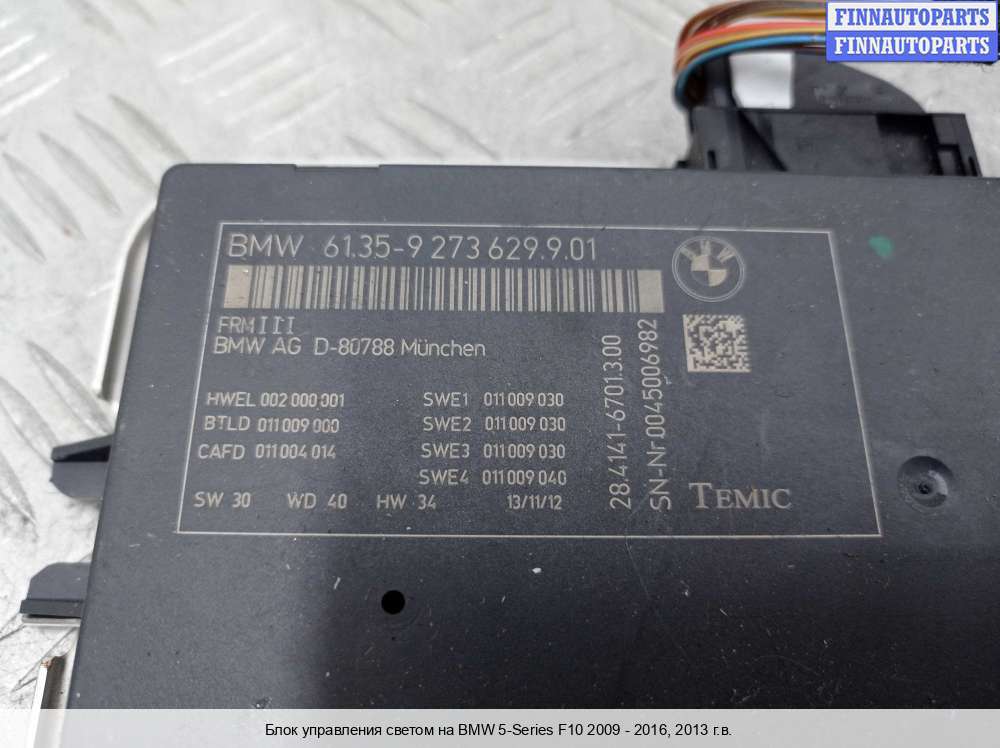 FINNAUTOPARTS
FINNAUTOPARTS
BMW 61.35-9 273 629.9.01
FRMIII
BMW AG D-80788 München
HWEL 002 000 001 SWE1 011 009 030
BTLD 011 009 000 SWE2 011 009 030
CAFD 011 004 014 SWE3 011 009 030
SWE4 011 009 040
SW 30 WD 40 HW 34 13/11/12
28.4141-6701.3.00
SN-Nr.0045006982
TEMIC
Блок управления светом на BMW 5-Series F10 2009 - 2016, 2013 г.в.